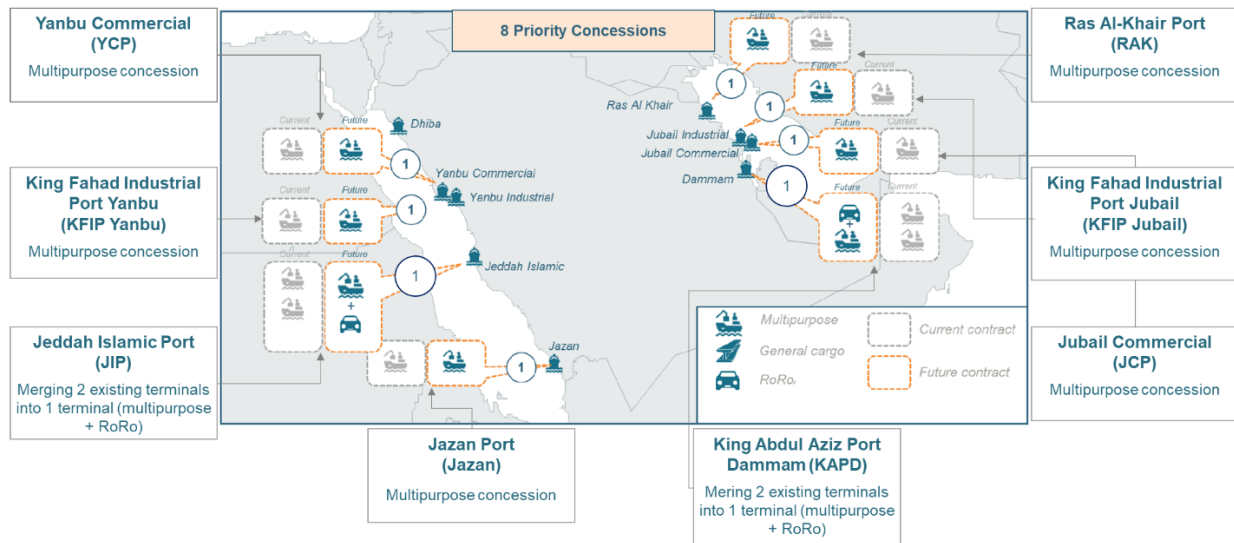 8 Priority Concessions
Yanbu Commercial
(YCP)
Multipurpose concession
King Fahad Industrial
Port Yanbu
(KFIP Yanbu)
Multipurpose concession
Jeddah Islamic Port
(JIP)
Merging 2 existing terminals
into 1 terminal (multipurpose
+ RoRo)
Current
Future
1
Current
Future
1
Current
Future
+
1
1
Dhiba
Yanbu Commercial
Yanbu Industrial
Jeddah Islamic
Jazan
Future
Current
1
Future
Current
1
Future
Current
1
Future
Current
+
1
Ras Al Khair
Jubail Industrial
Jubail Commercial
Dammam
Multipurpose
General cargo
RoRo
Current contract
Future contract
Ras Al-Khair Port
(RAK)
Multipurpose concession
King Fahad Industrial
Port Jubail
(KFIP Jubail)
Multipurpose concession
Jubail Commercial
(JCP)
Multipurpose concession
Jazan Port
(Jazan)
Multipurpose concession
King Abdul Aziz Port
Dammam (KAPD)
Mering 2 existing terminals
into 1 terminal (multipurpose
+ RoRo)